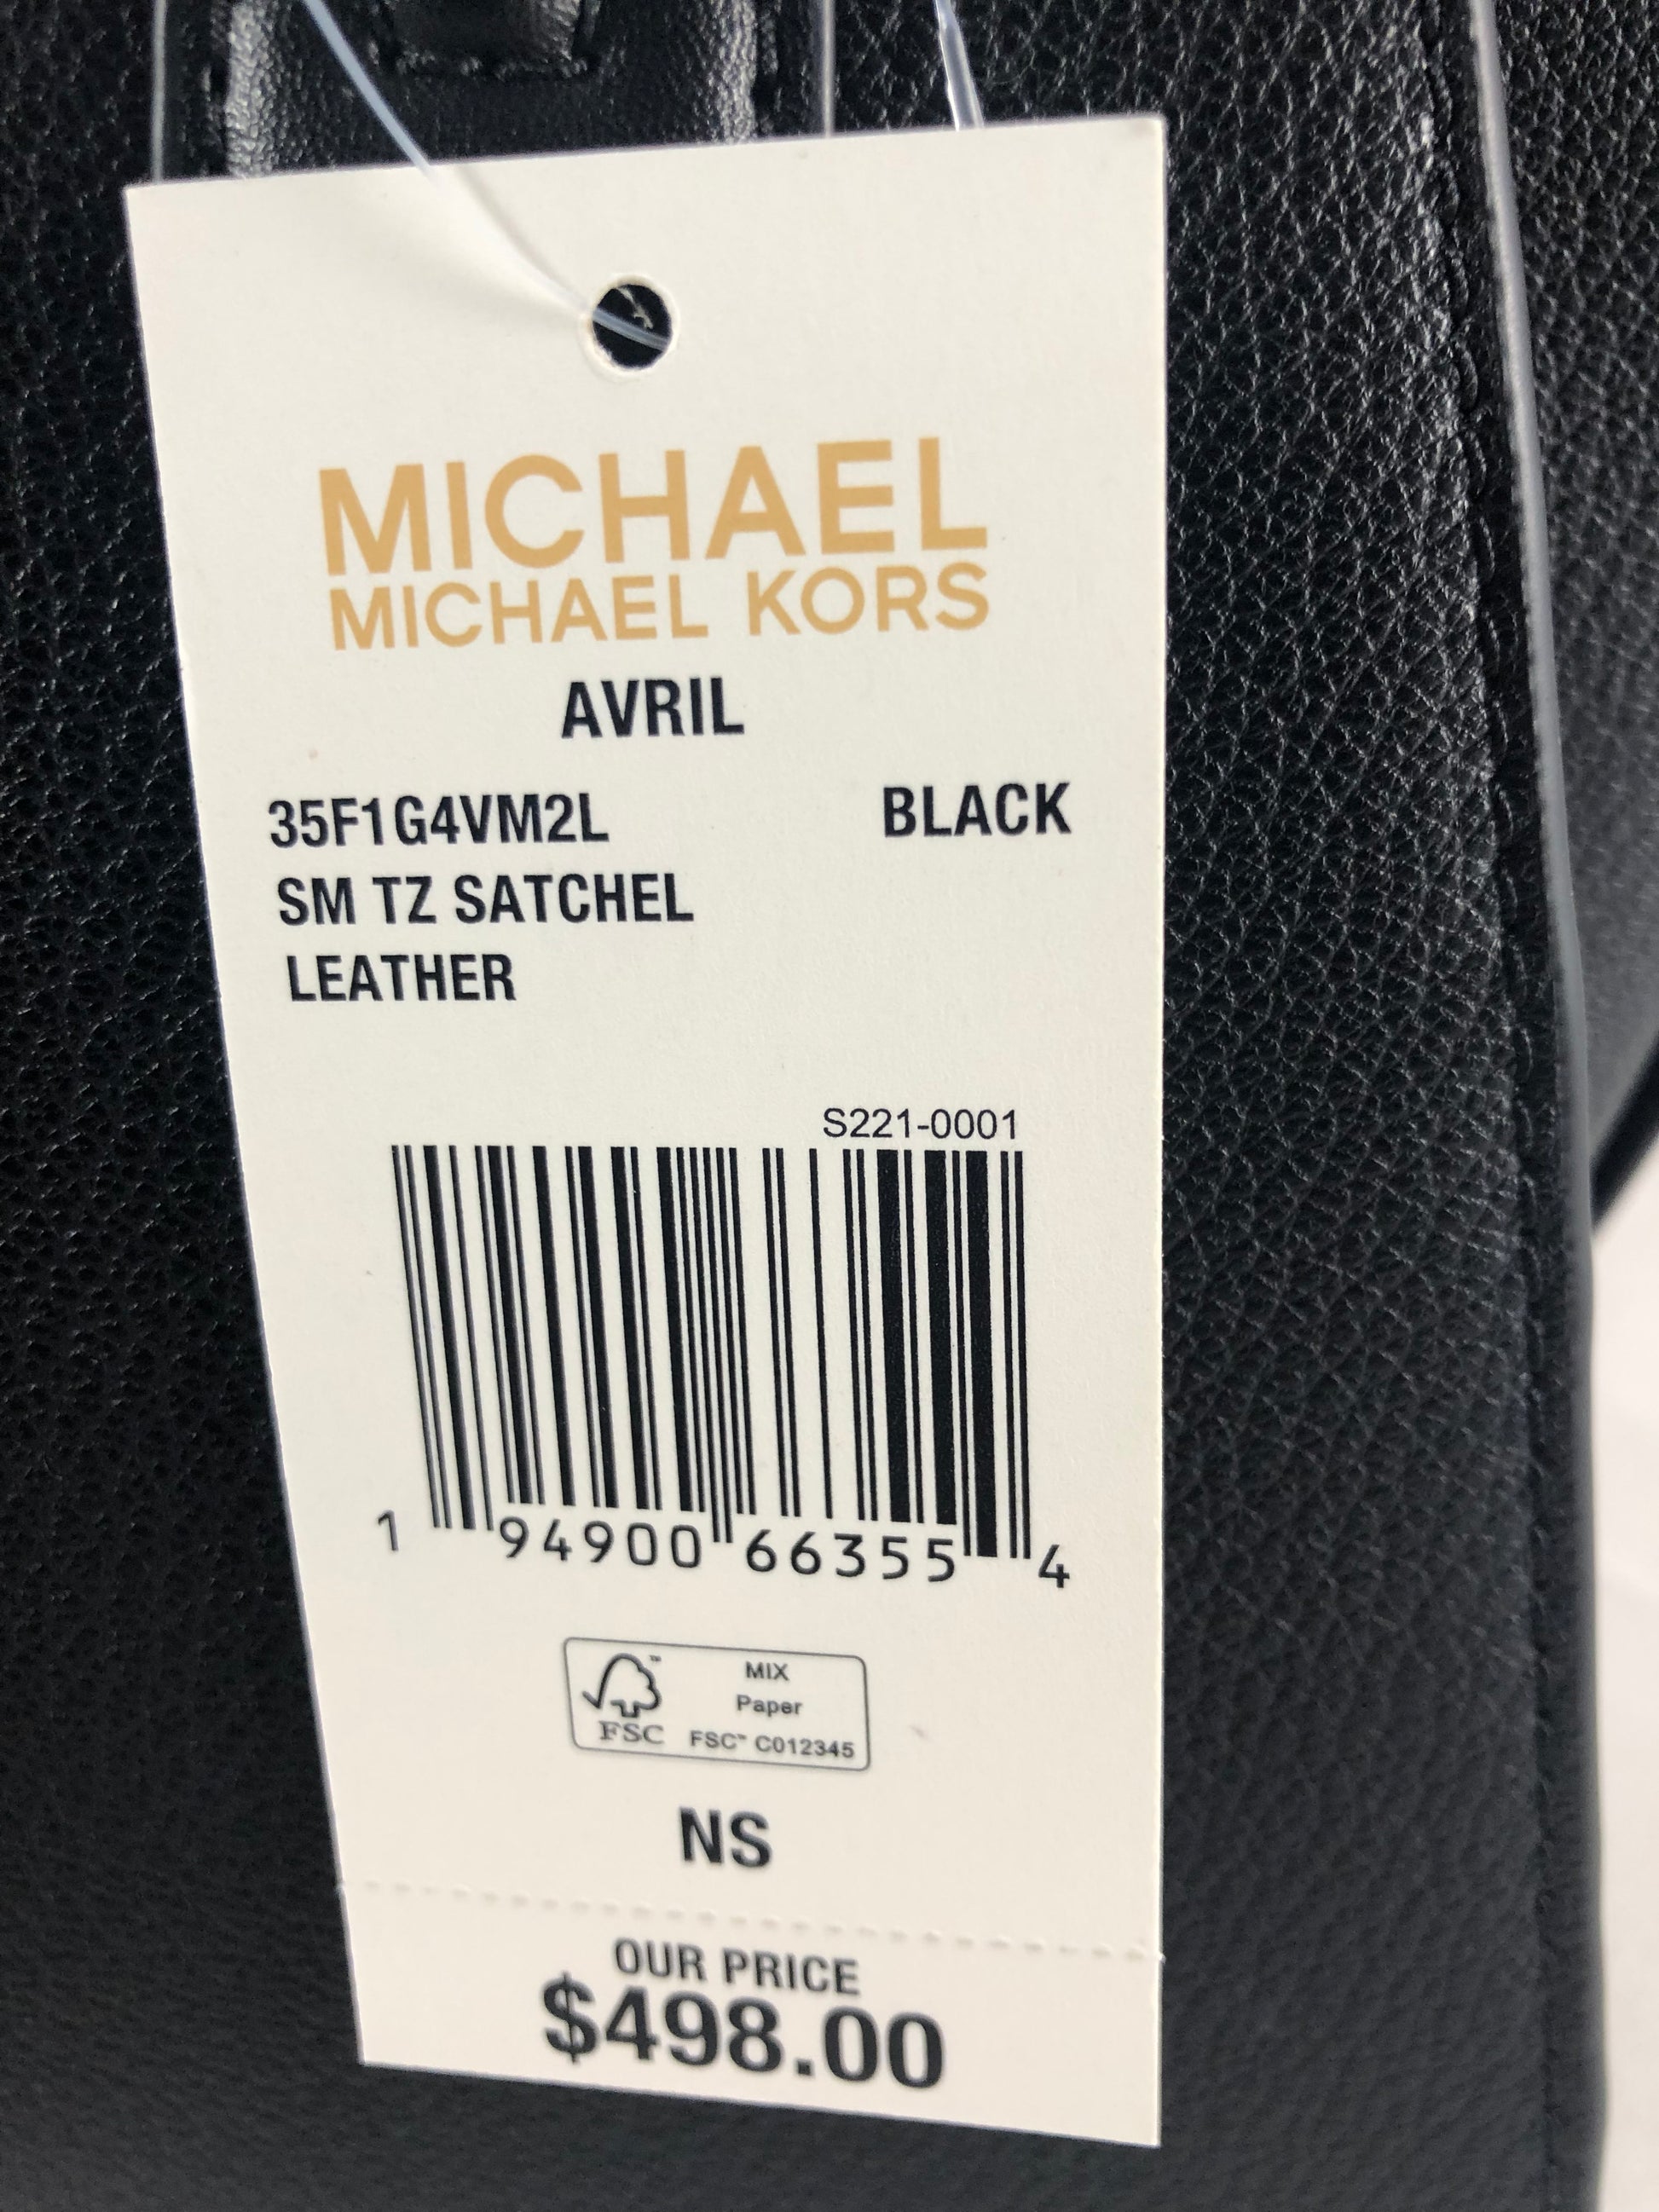 MICHAEL
MICHAEL KORS
AVRIL
35F1G4VM2L BLACK
SM TZ SATCHEL
LEATHER
S221-0001
1 94900 66355 4
FSC™
MIX
Paper
FSC™ C012345
NS
OUR PRICE
$498.00